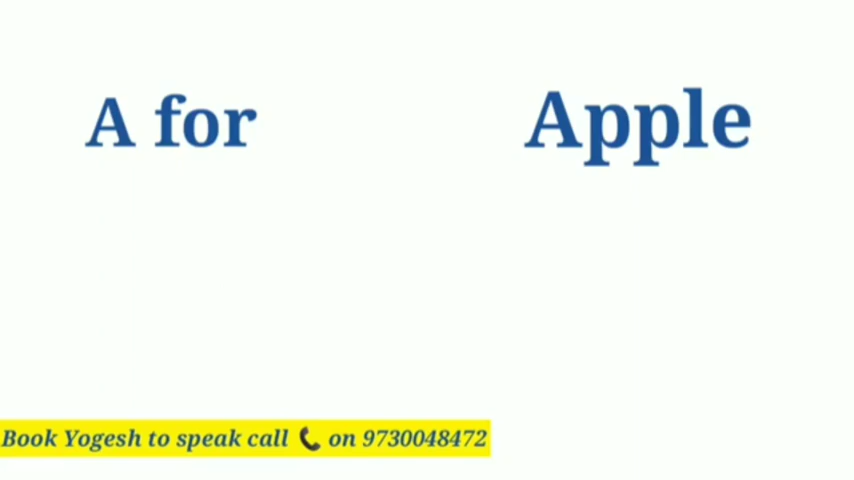 A for Apple
Book Yogesh to speak call 📞 on 9730048472